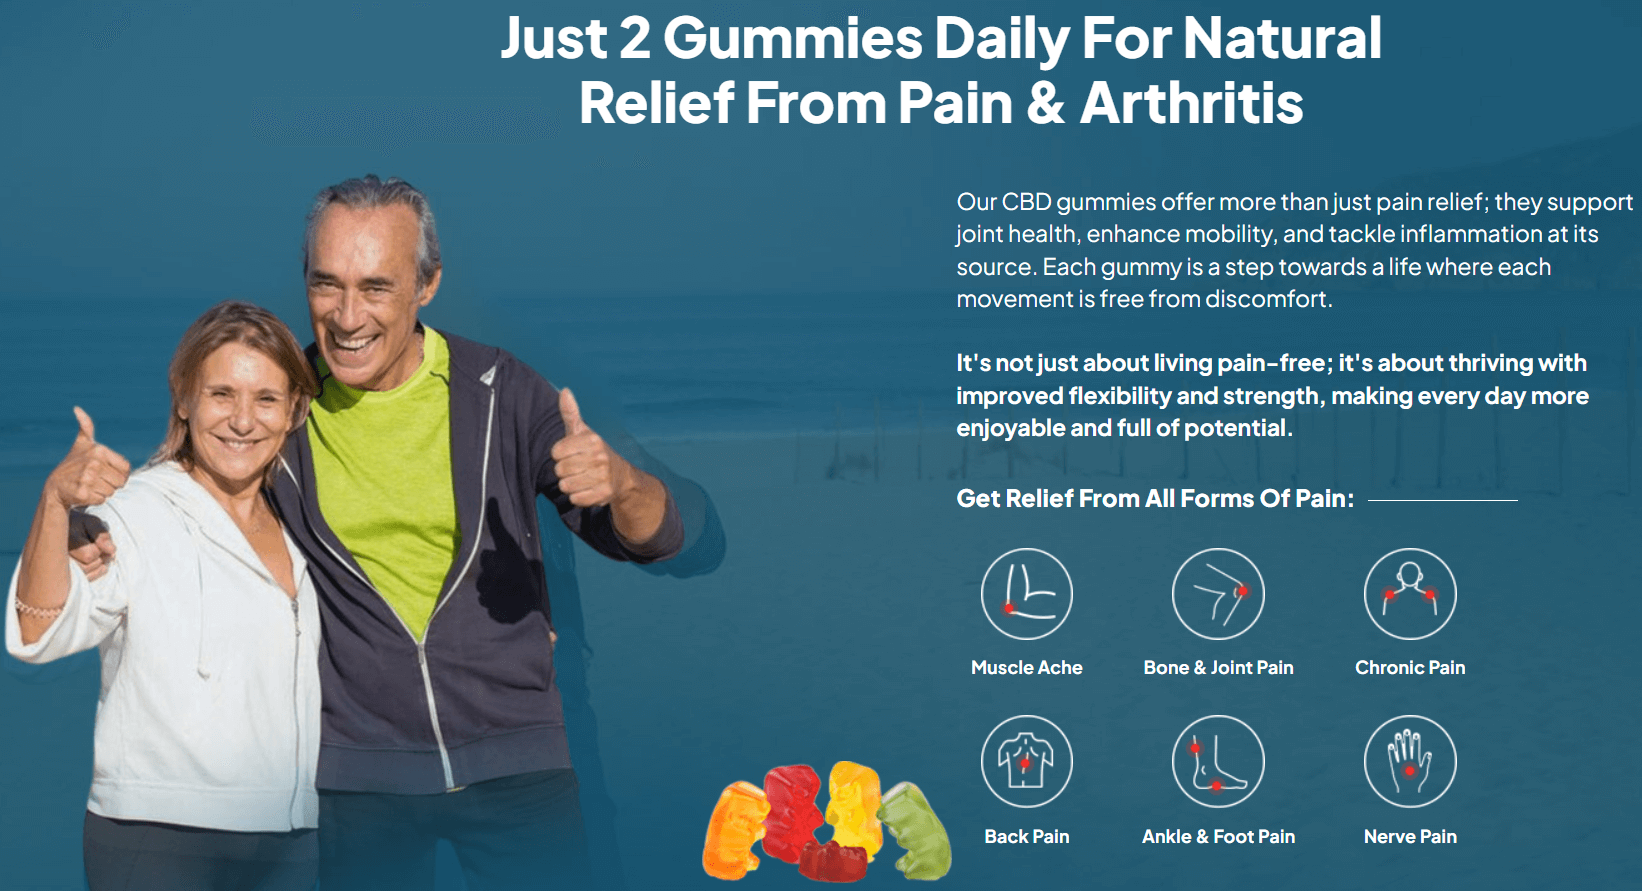 Just 2 Gummies Daily For Natural
Relief From Pain & Arthritis
Our CBD gummies offer more than just pain relief; they support
joint health, enhance mobility, and tackle inflammation at its
source. Each gummy is a step towards a life where each
movement is free from discomfort.
It's not just about living pain-free; it's about thriving with
improved flexibility and strength, making every day more
enjoyable and full of potential.
Get Relief From All Forms Of Pain:
Muscle Ache
Bone & Joint Pain
Chronic Pain
Back Pain
Ankle & Foot Pain
Nerve Pain